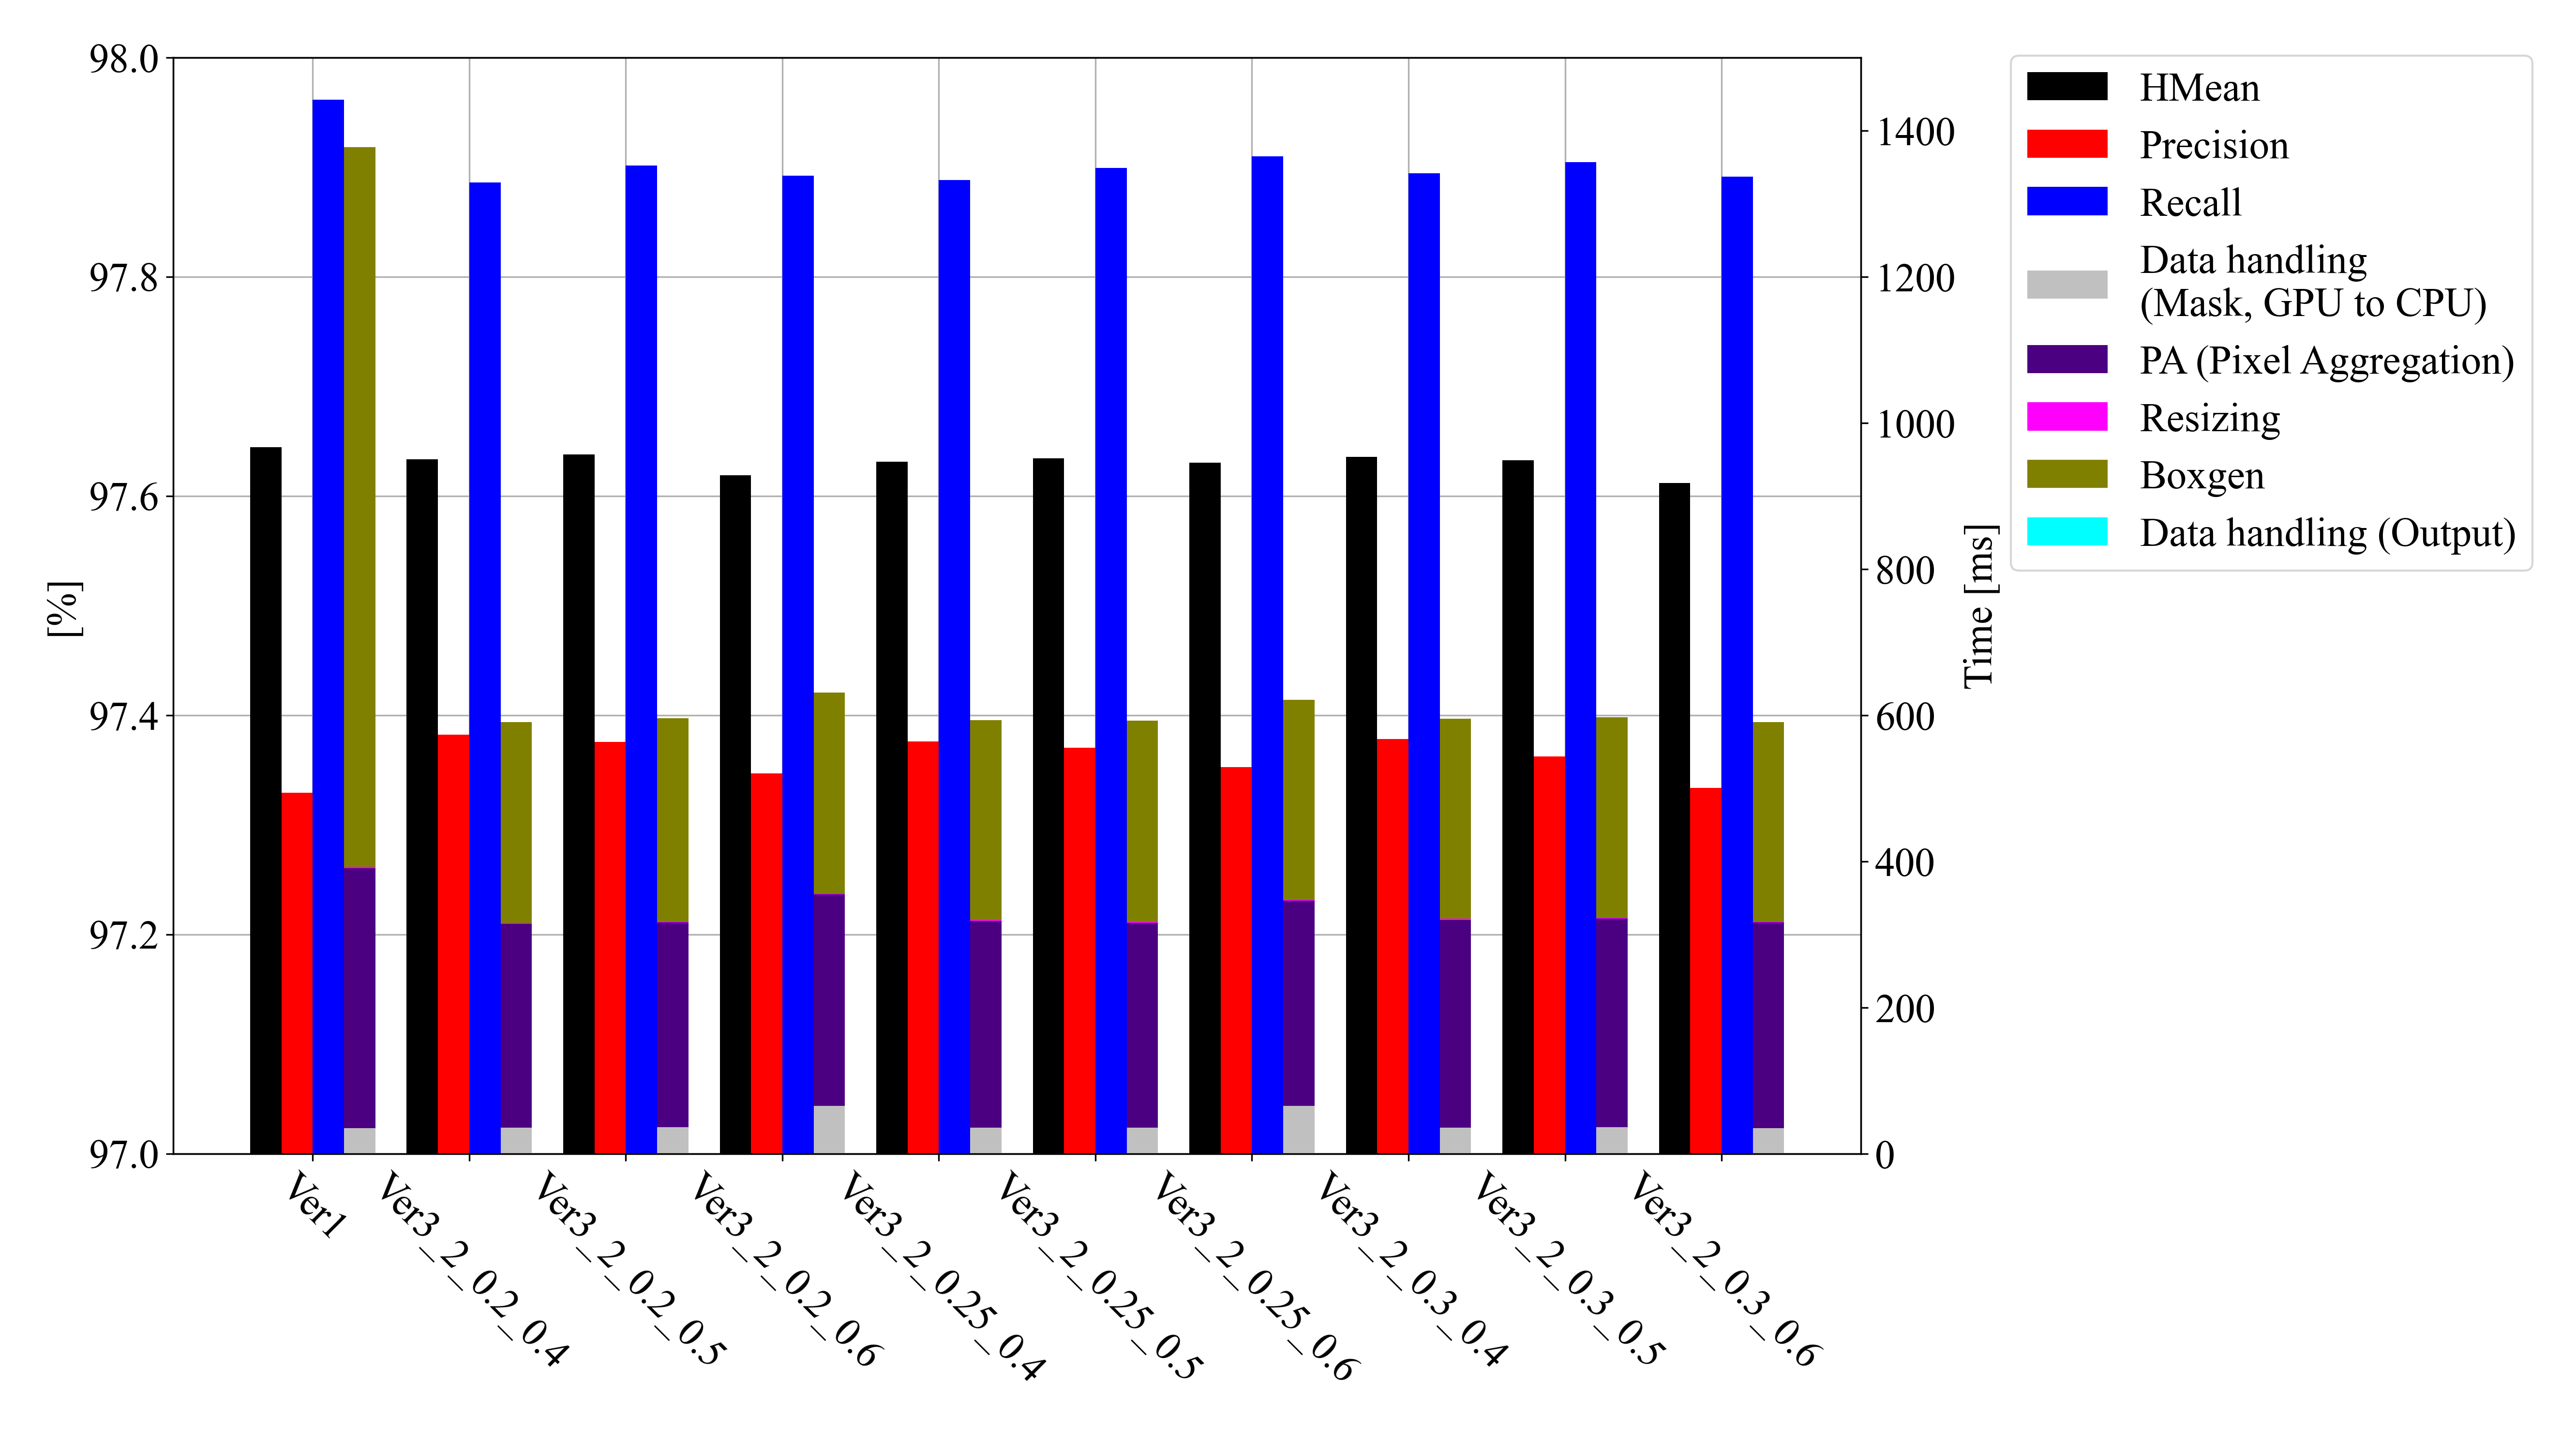 98.0
97.8
97.6
97.4
97.2
97.0
[%]
1400
1200
1000
800
600
400
200
0
Time [ms]
Ver1
Ver3_2_0.2_0.4
Ver3_2_0.2_0.5
Ver3_2_0.2_0.6
Ver3_2_0.25_0.4
Ver3_2_0.25_0.5
Ver3_2_0.25_0.6
Ver3_2_0.3_0.4
Ver3_2_0.3_0.5
Ver3_2_0.3_0.6
HMean
Precision
Recall
Data handling
(Mask, GPU to CPU)
PA (Pixel Aggregation)
Resizing
Boxgen
Data handling (Output)